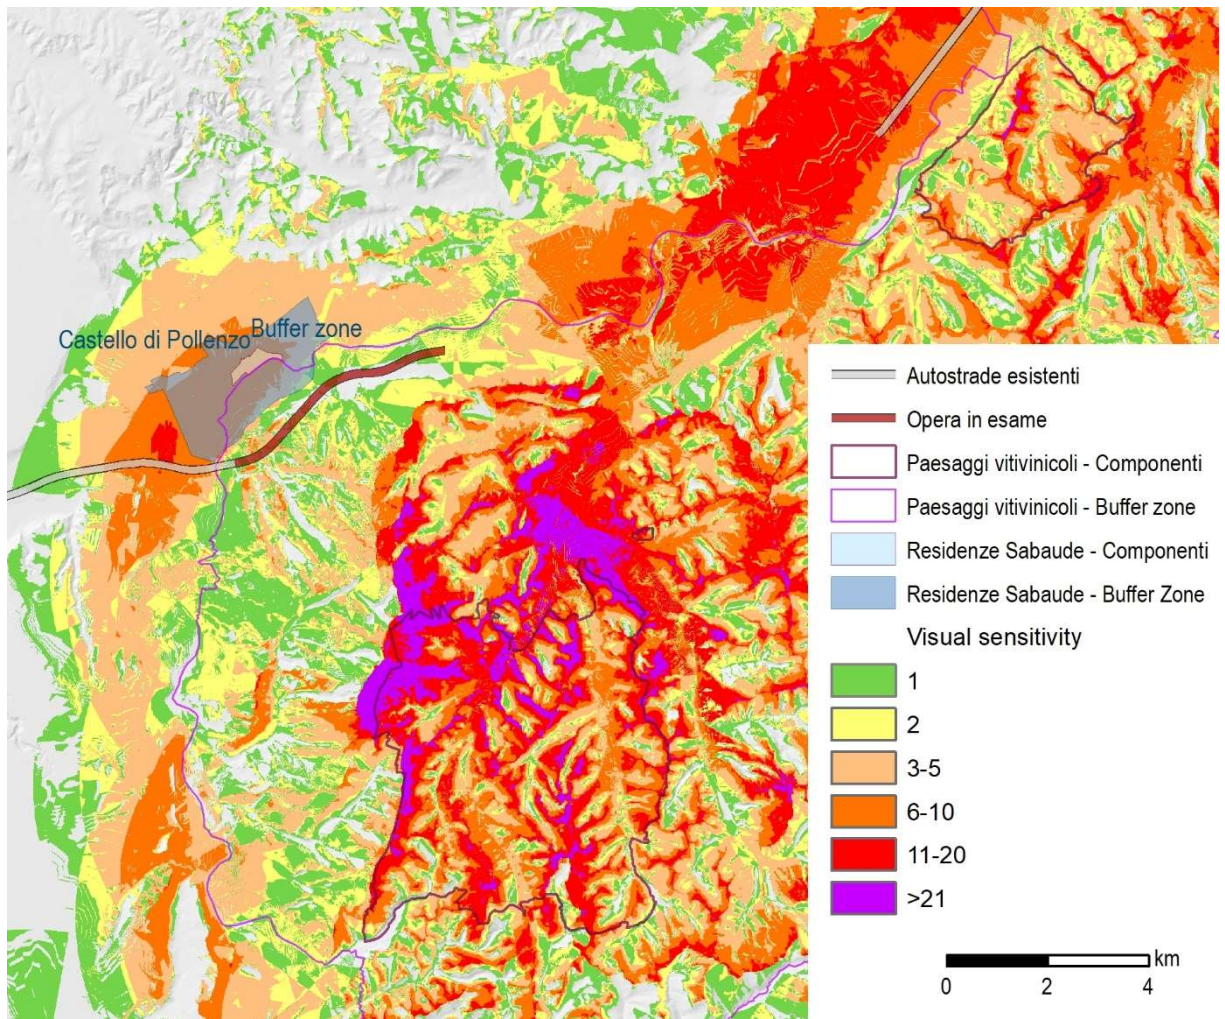 Castello di Pollenzo
Buffer zone
Autostrade esistenti
Opera in esame
Paesaggi vitivinicoli - Componenti
Paesaggi vitivinicoli - Buffer zone
Residenze Sabaude - Componenti
Residenze Sabaude - Buffer Zone
Visual sensitivity
1
2
3-5
6-10
11-20
>21
km
0 2 4